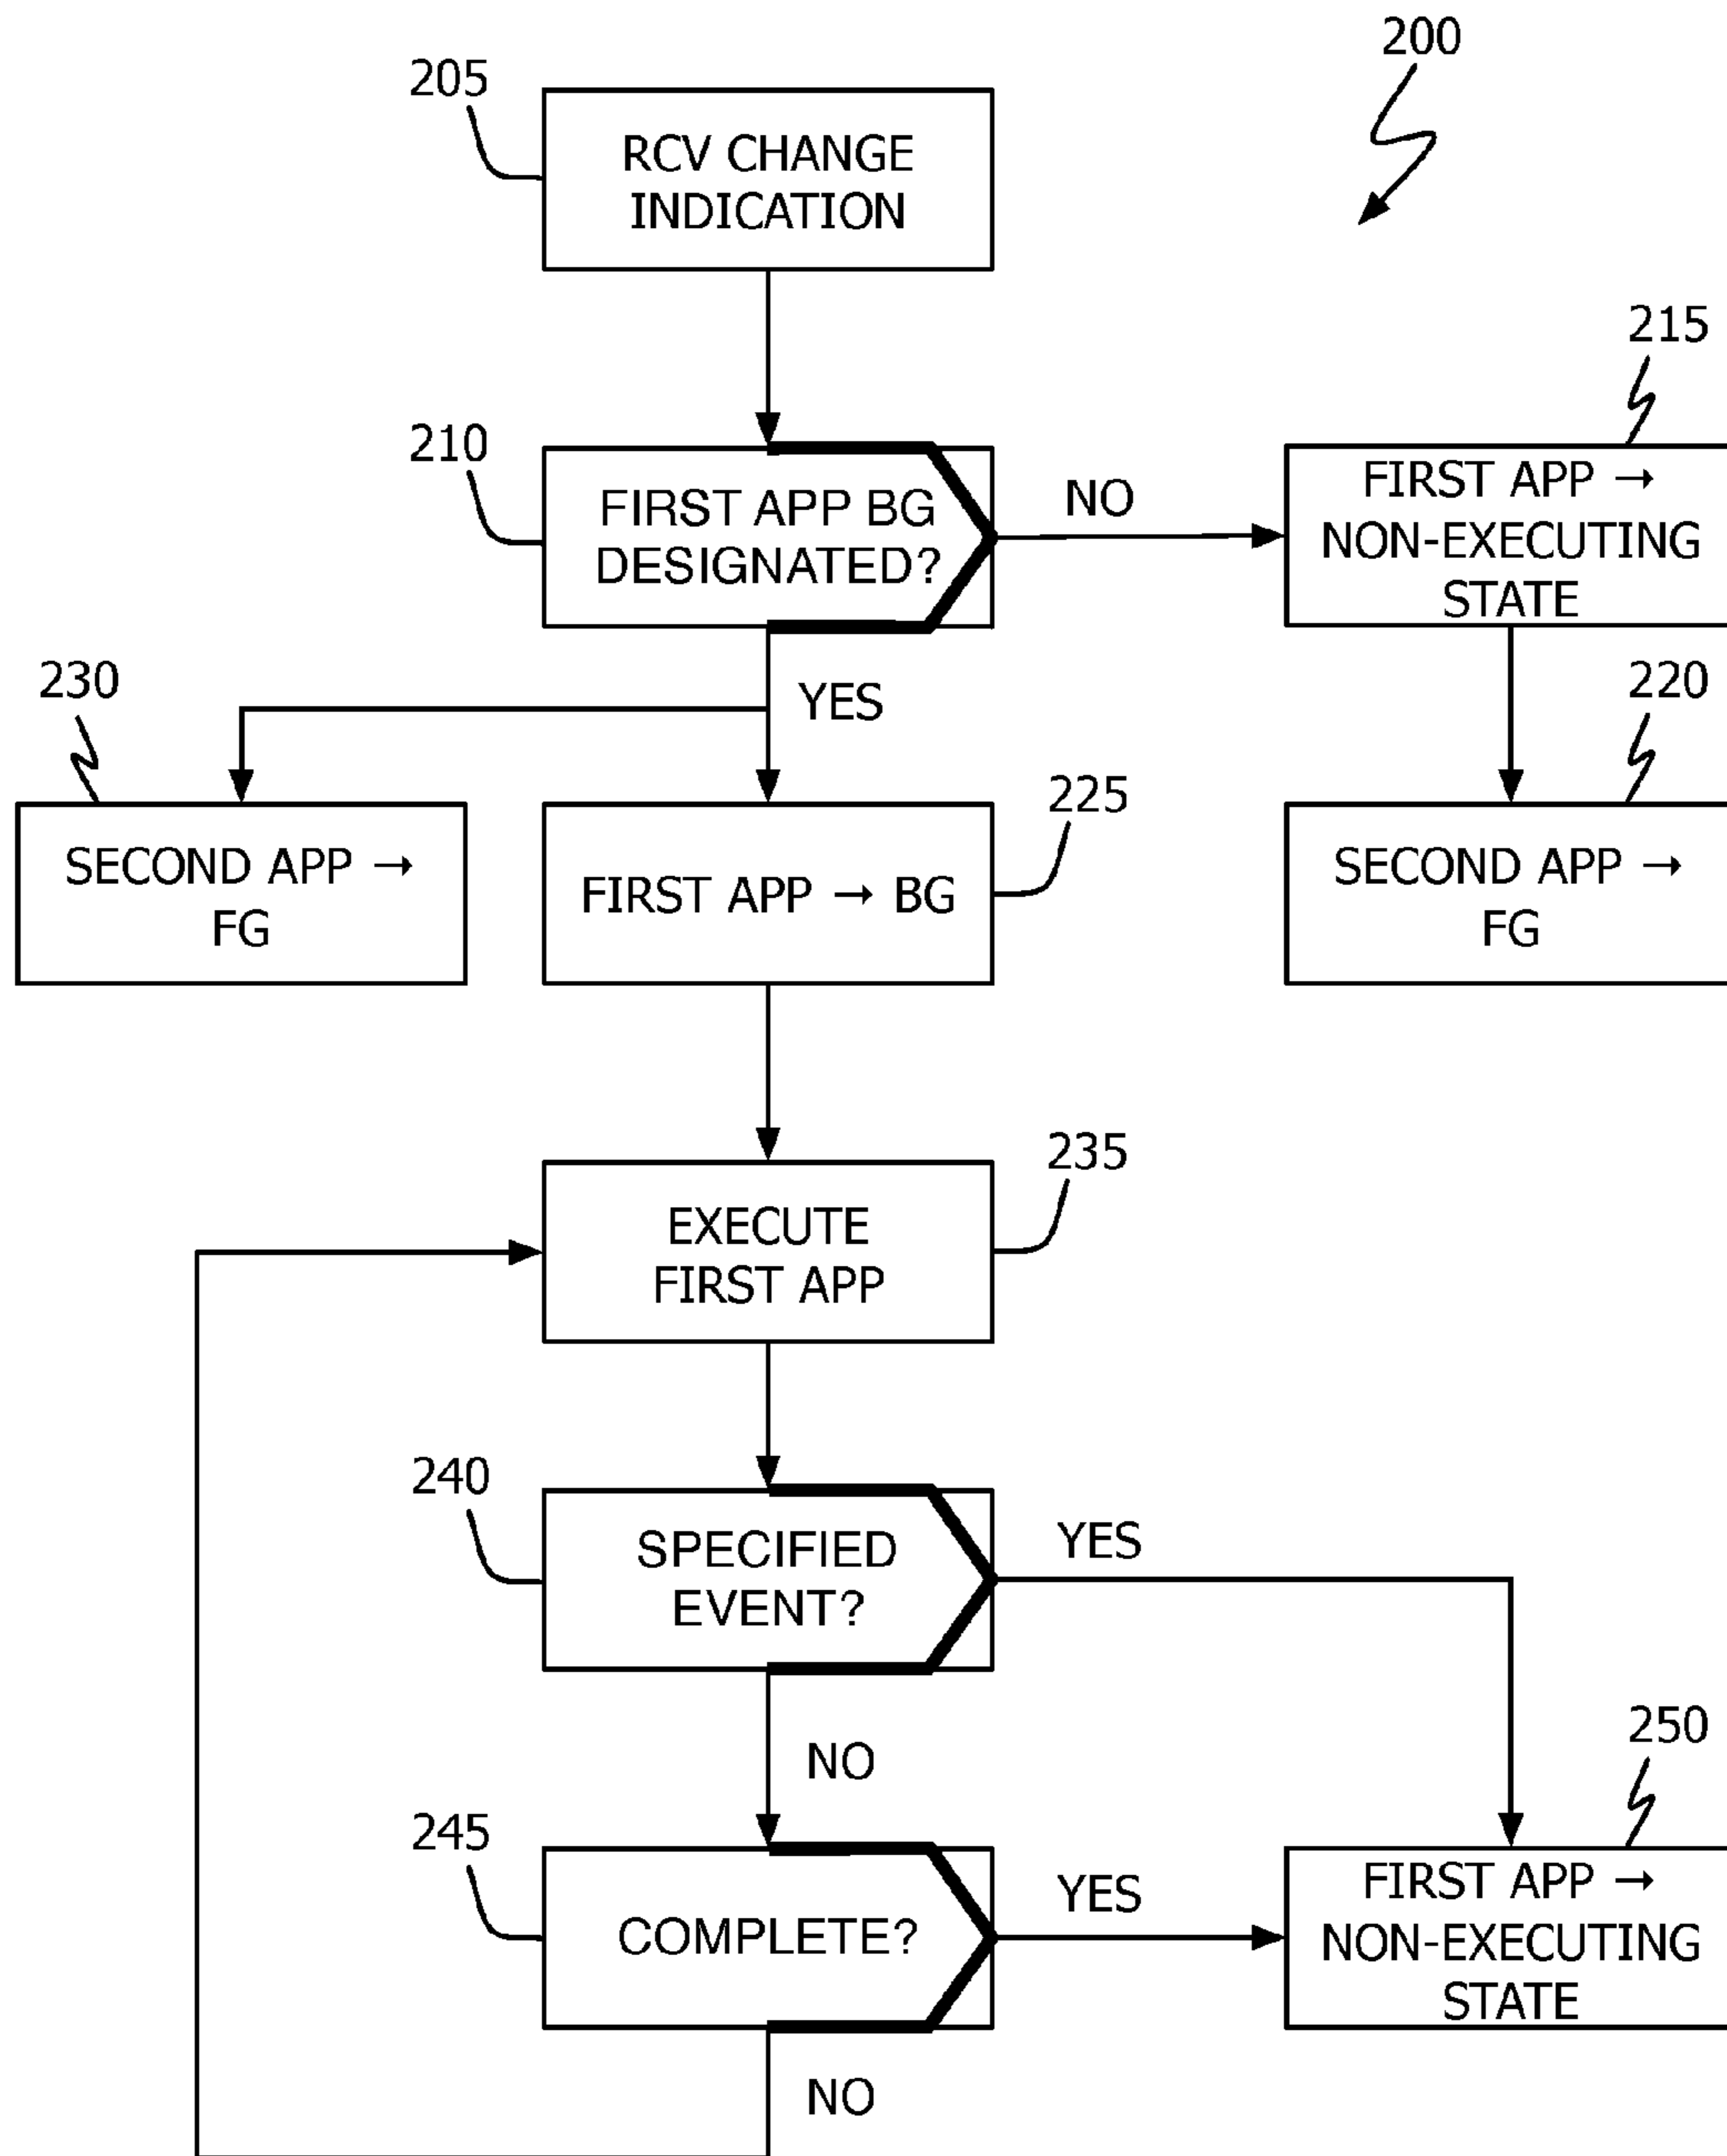 200
205
RCV CHANGE
INDICATION
215
210
FIRST APP BG
DESIGNATED?
NO
FIRST APP →
NON-EXECUTING
STATE
230
YES
220
225
SECOND APP →
FG
FIRST APP → BG
SECOND APP →
FG
235
EXECUTE
FIRST APP
240
SPECIFIED
EVENT?
YES
NO
250
245
COMPLETE?
YES
FIRST APP →
NON-EXECUTING
STATE
NO